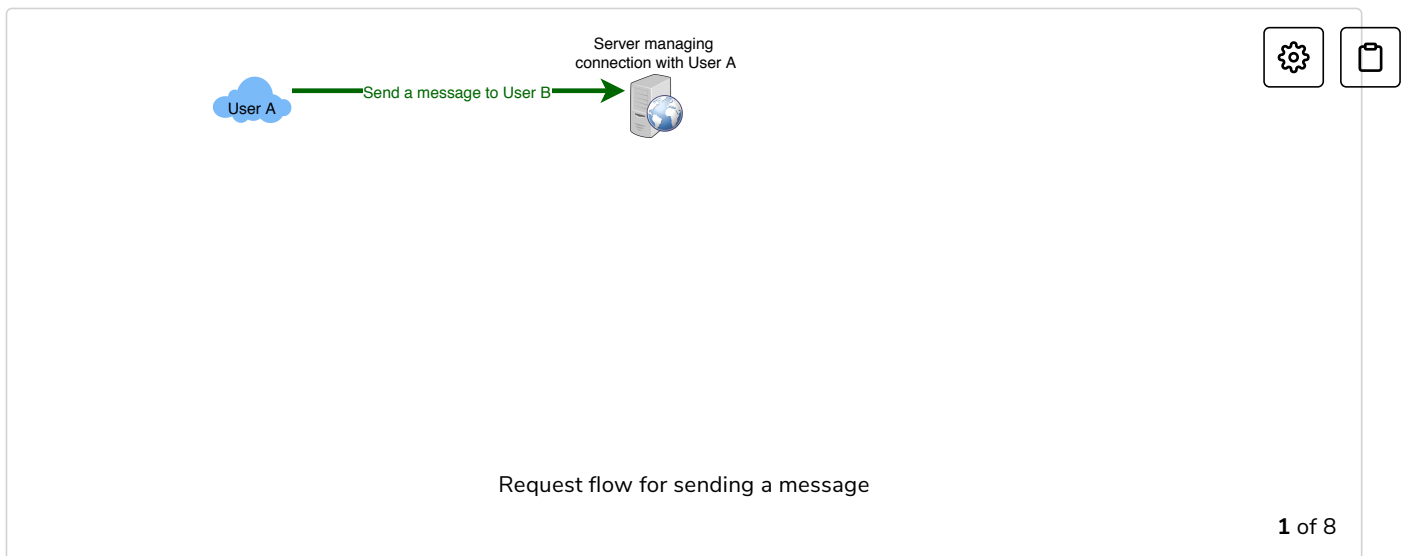 Server managing
connection with User A
User A
Send a message to User B
Request flow for sending a message
1 of 8